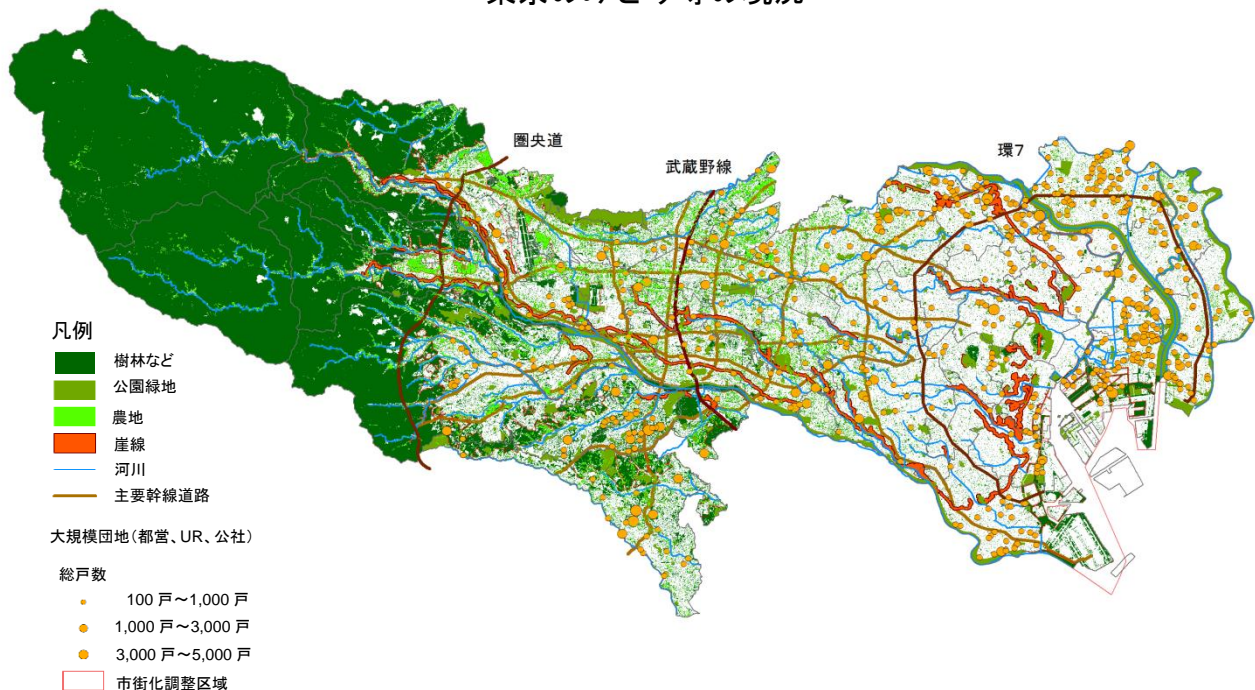 圏央道
武蔵野線
環7
凡例
樹林など
公園緑地
農地
崖線
河川
主要幹線道路
大規模団地(都営、UR、公社)
総戸数
100 戸～1,000 戸
1,000 戸～3,000 戸
3,000 戸～5,000 戸
市街化調整区域